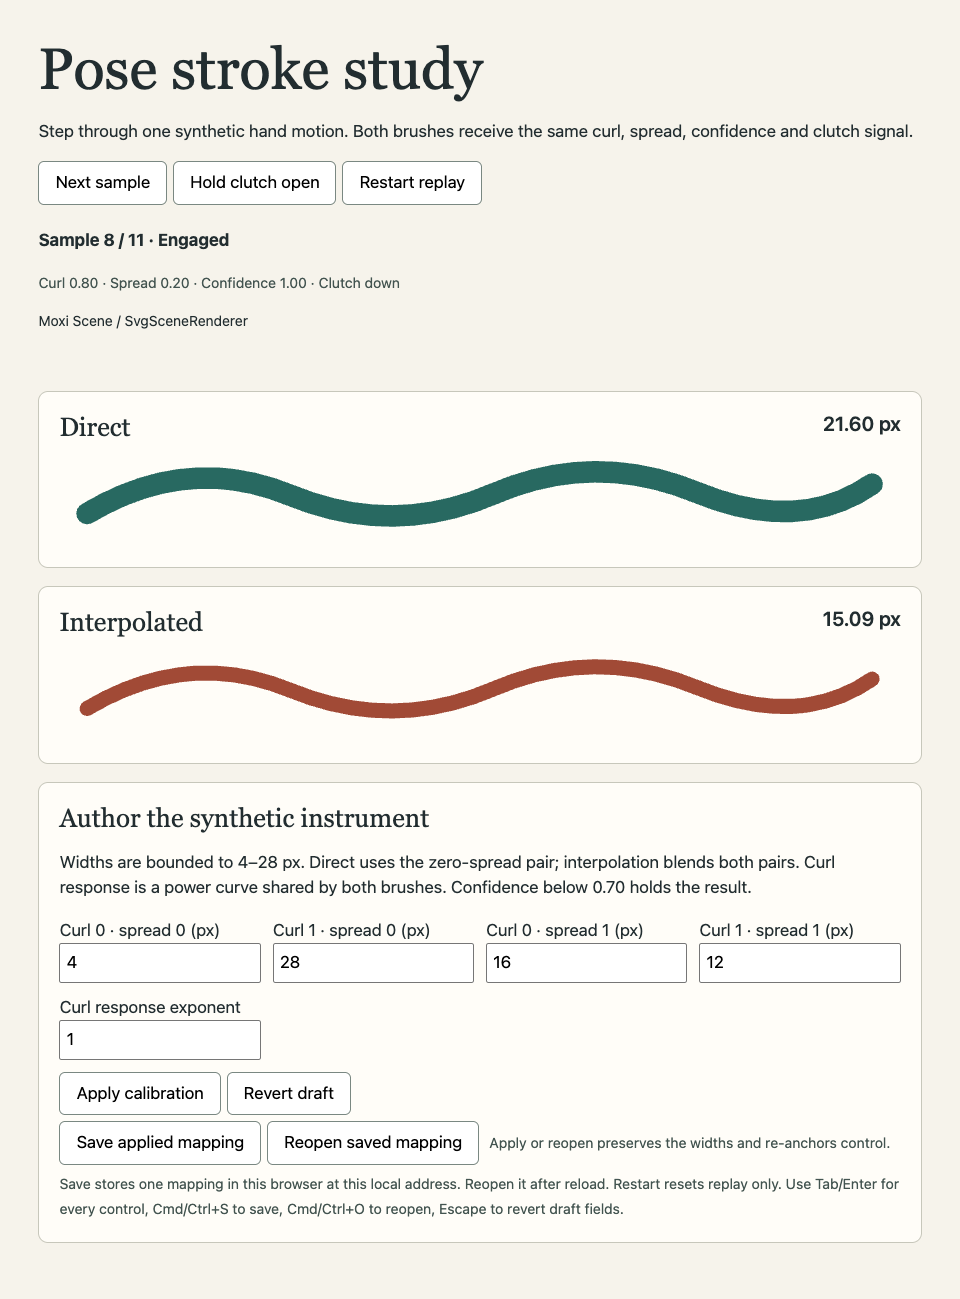 Pose stroke study
Step through one synthetic hand motion. Both brushes receive the same curl, spread, confidence and clutch signal.
Next sample
Hold clutch open
Restart replay
Sample 8 / 11 · Engaged
Curl 0.80 · Spread 0.20 · Confidence 1.00 · Clutch down
Moxi Scene / SvgSceneRenderer
Direct
21.60 px
Interpolated
15.09 px
Author the synthetic instrument
Widths are bounded to 4–28 px. Direct uses the zero-spread pair; interpolation blends both pairs. Curl
response is a power curve shared by both brushes. Confidence below 0.70 holds the result.
Curl 0 · spread 0 (px)
Curl 1 · spread 0 (px)
Curl 0 · spread 1 (px)
Curl 1 · spread 1 (px)
4
28
16
12
Curl response exponent
1
Apply calibration
Revert draft
Save applied mapping
Reopen saved mapping
Apply or reopen preserves the widths and re-anchors control.
Save stores one mapping in this browser at this local address. Reopen it after reload. Restart resets replay only. Use Tab/Enter for
every control, Cmd/Ctrl+S to save, Cmd/Ctrl+O to reopen, Escape to revert draft fields.